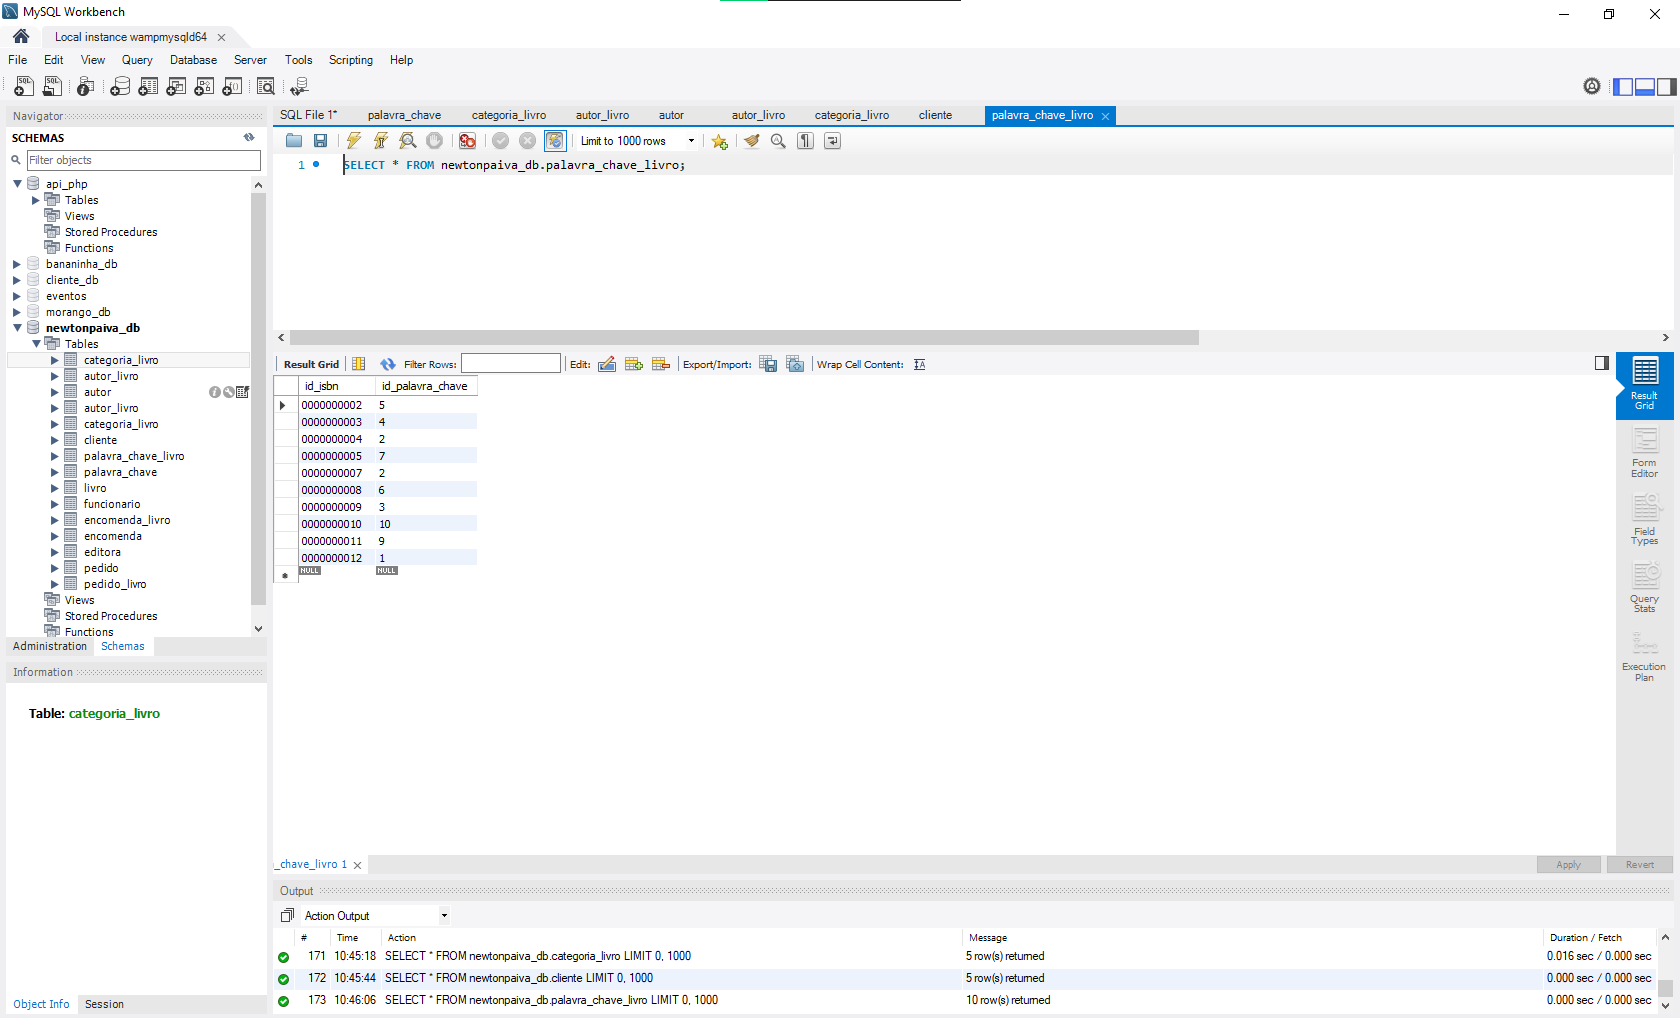 MySQL Workbench
Local instance wampmysqld64
File Edit View Query Database Server Tools Scripting Help
Navigator
SCHEMAS
Filter objects
api_php
Tables
Views
Stored Procedures
Functions
bananinha_db
cliente_db
eventos
morango_db
newtonpaiva_db
Tables
categoria_livro
autor_livro
autor
autor_livro
categoria_livro
cliente
palavra_chave_livro
palavra_chave
livro
funcionario
encomenda_livro
encomenda
editora
pedido
pedido_livro
Views
Stored Procedures
Functions
Administration Schemas
Information
Table: categoria_livro
Object Info Session
SQL File 1* palavra_chave categoria_livro autor_livro autor autor_livro categoria_livro cliente palavra_chave_livro
Limit to 1000 rows
1 SELECT * FROM newtonpaiva_db.palavra_chave_livro;
Result Grid Filter Rows: Edit: Export/Import: Wrap Cell Content:
id_isbn id_palavra_chave
0000000002 5
0000000003 4
0000000004 2
0000000005 7
0000000007 2
0000000008 6
0000000009 3
0000000010 10
0000000011 9
0000000012 1
NULL NULL
Result
Grid
Form
Editor
Field
Types
Query
Stats
Execution
Plan
_chave_livro 1
Apply Revert
Output
Action Output
# Time Action Message Duration / Fetch
171 10:45:18 SELECT * FROM newtonpaiva_db.categoria_livro LIMIT 0, 1000 5 row(s) returned 0.016 sec / 0.000 sec
172 10:45:44 SELECT * FROM newtonpaiva_db.cliente LIMIT 0, 1000 5 row(s) returned 0.000 sec / 0.000 sec
173 10:46:06 SELECT * FROM newtonpaiva_db.palavra_chave_livro LIMIT 0, 1000 10 row(s) returned 0.000 sec / 0.000 sec